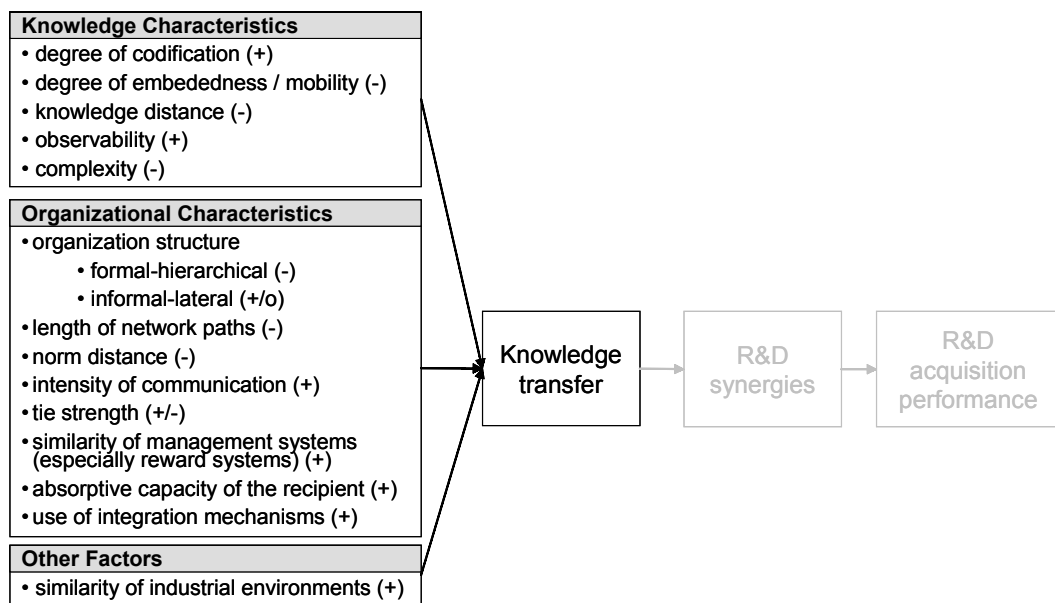 Knowledge Characteristics
• degree of codification (+)
• degree of embededness / mobility (-)
• knowledge distance (-)
• observability (+)
• complexity (-)
Organizational Characteristics
• organization structure
• formal-hierarchical (-)
• informal-lateral (+/o)
• length of network paths (-)
• norm distance (-)
• intensity of communication (+)
• tie strength (+/-)
• similarity of management systems
(especially reward systems) (+)
• absorptive capacity of the recipient (+)
• use of integration mechanisms (+)
Other Factors
• similarity of industrial environments (+)
Knowledge
transfer
R&D
synergies
R&D
acquisition
performance